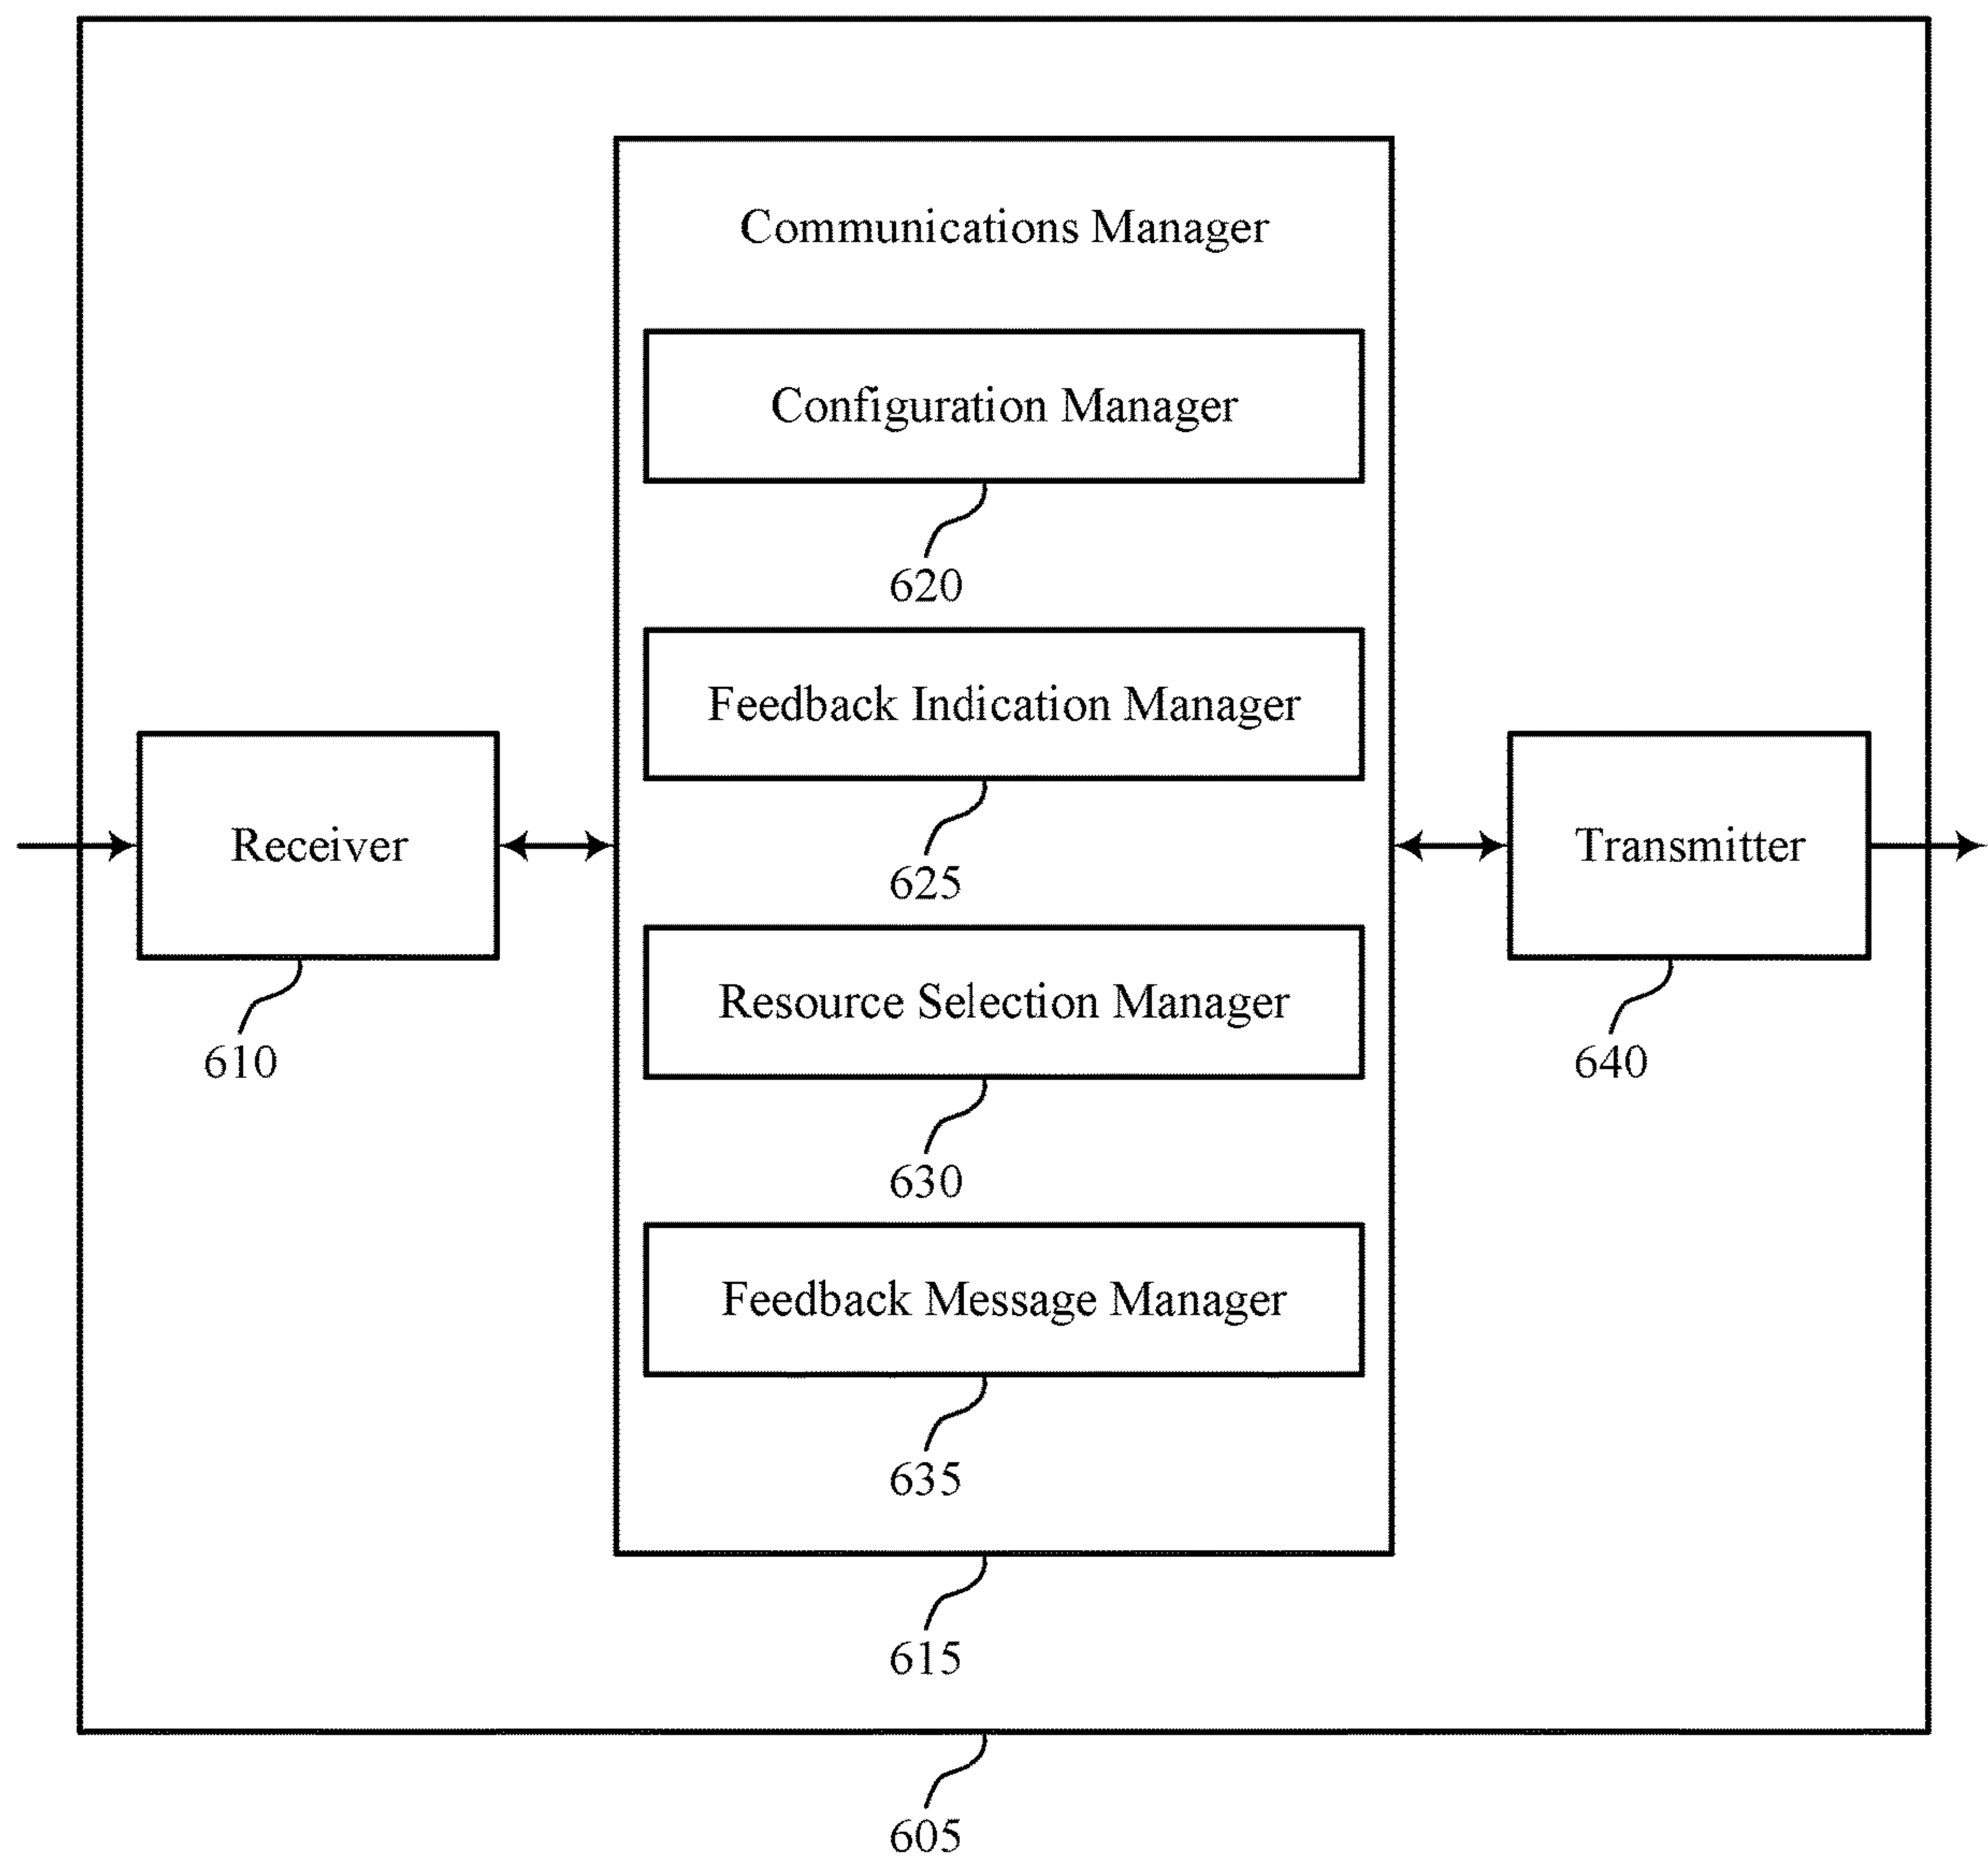 Communications Manager
Configuration Manager
620
Feedback Indication Manager
625
Receiver
610
Transmitter
640
Resource Selection Manager
630
Feedback Message Manager
635
615
605